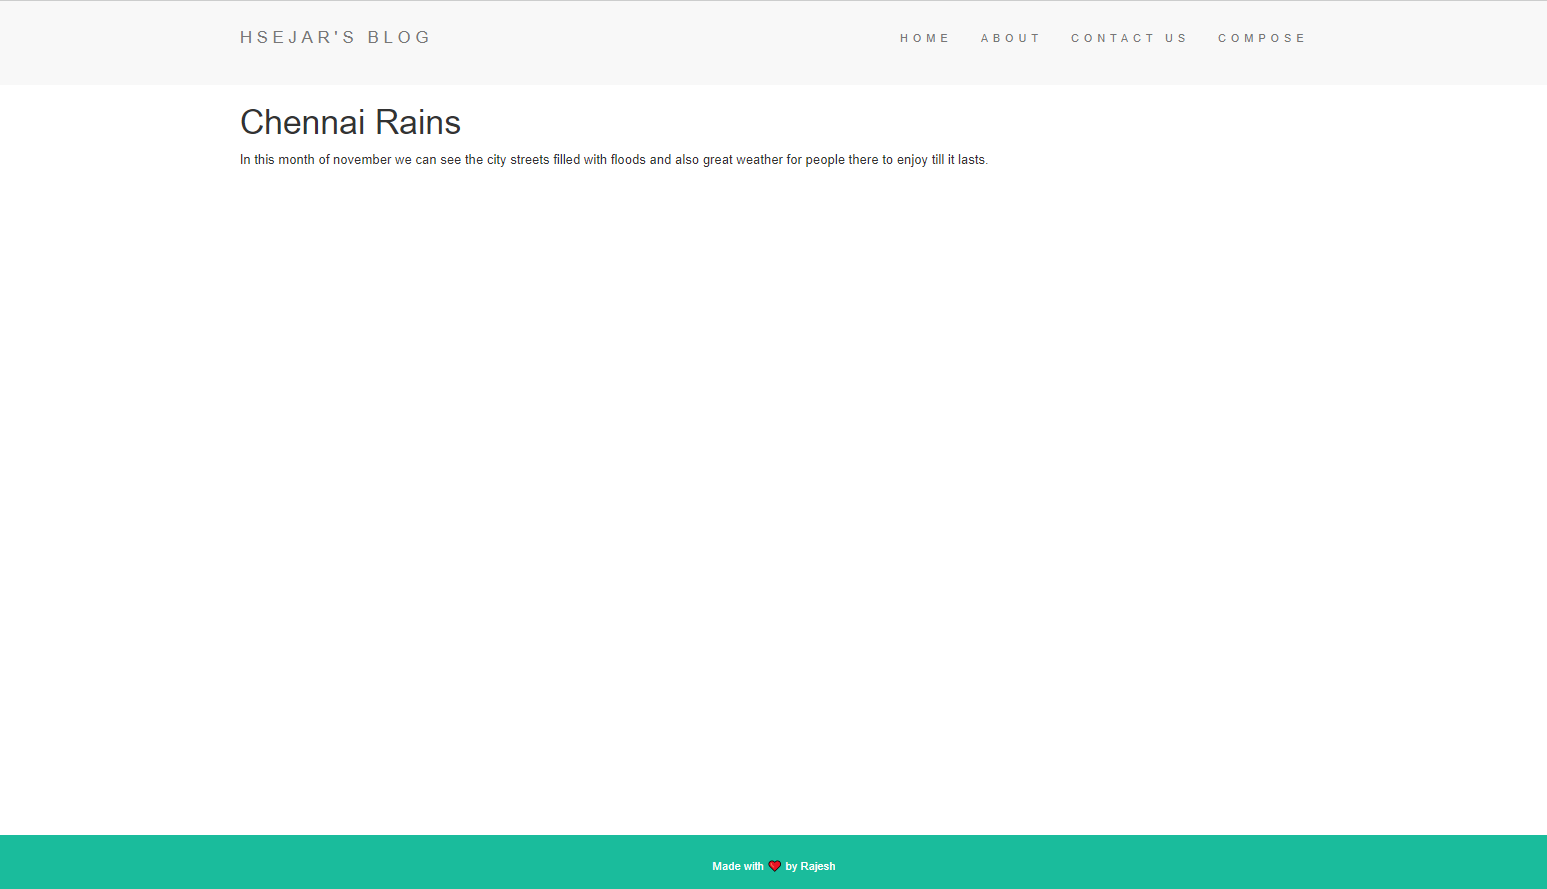 HSEJAR'S BLOG
HOME ABOUT CONTACT US COMPOSE
Chennai Rains
In this month of november we can see the city streets filled with floods and also great weather for people there to enjoy till it lasts.
Made with ❤ by Rajesh